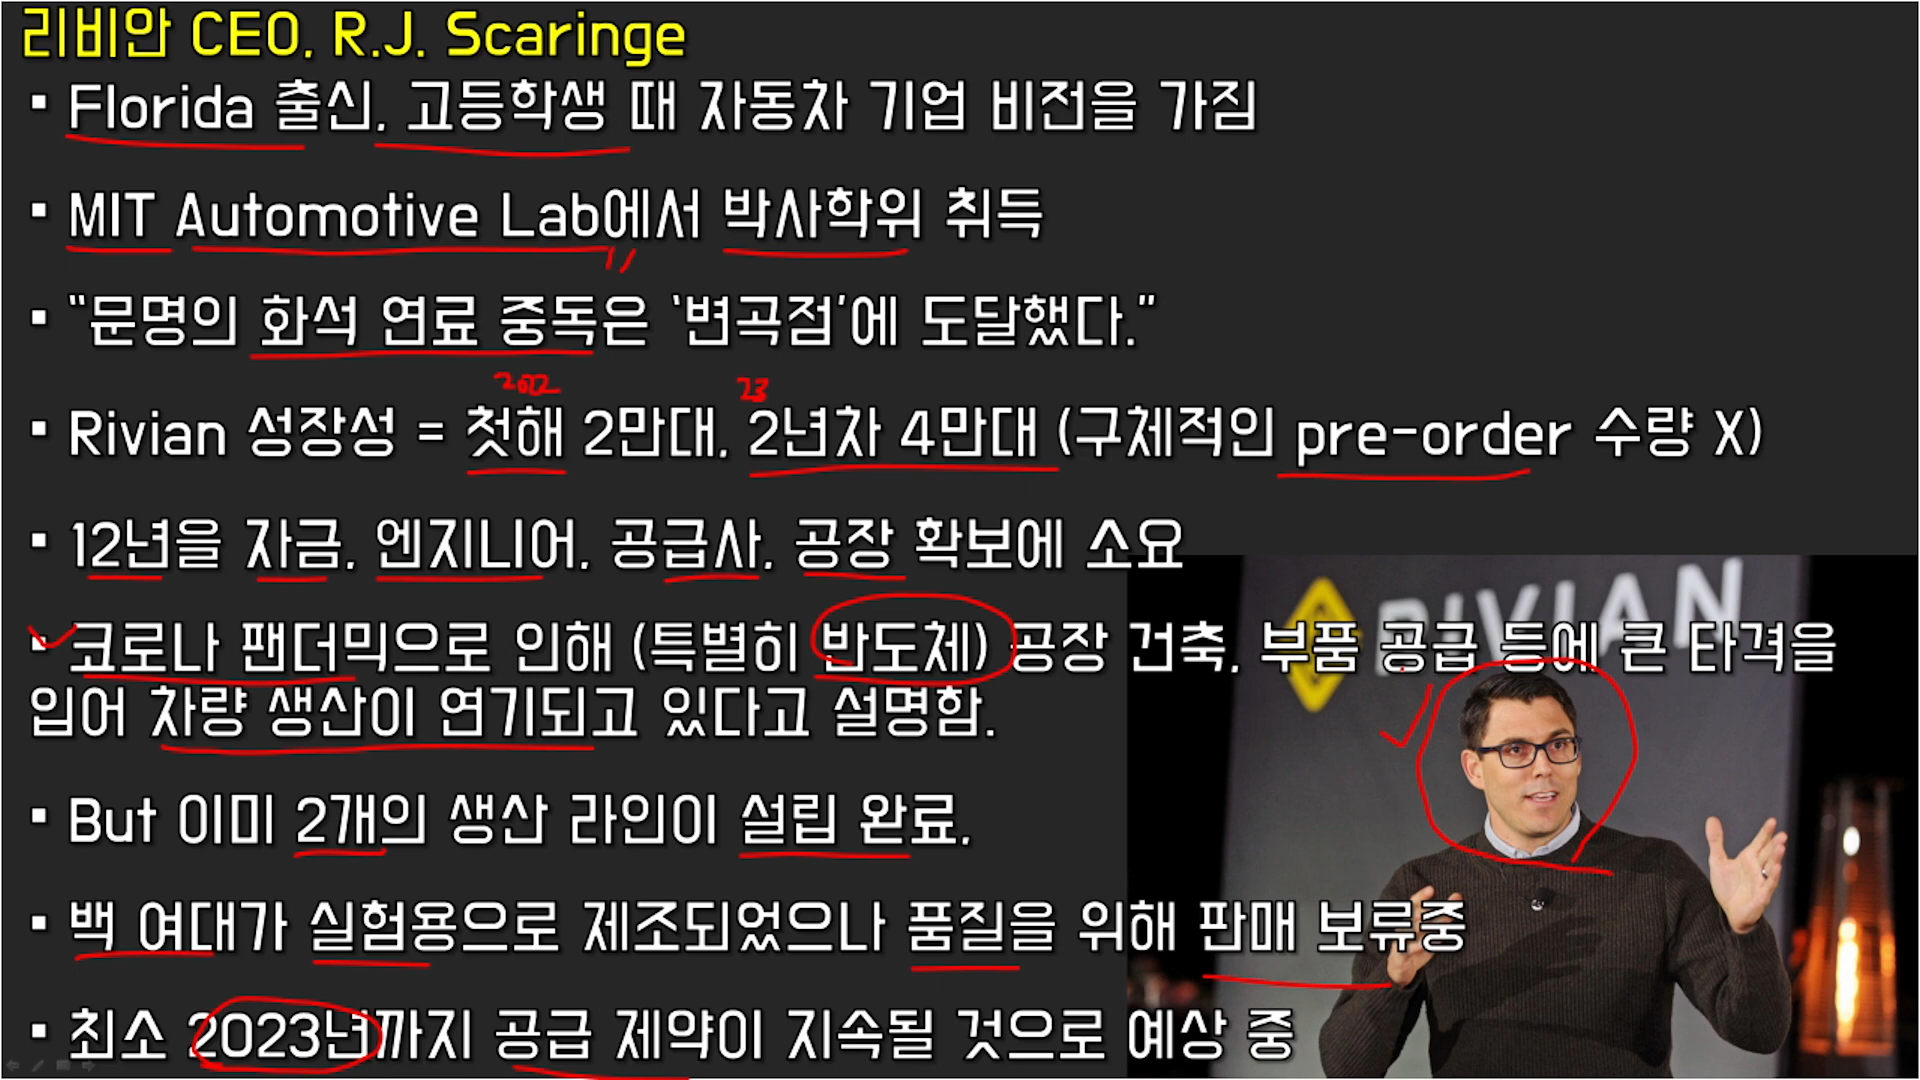 리비안 CEO, R.J. Scaringe
▪ Florida 출신, 고등학생 때 자동차 기업 비전을 가짐
▪ MIT Automotive Lab에서 박사학위 취득
▪ “문명의 화석 연료 중독은 ‘변곡점’에 도달했다.”
2022 23
▪ Rivian 성장성 = 첫해 2만대, 2년차 4만대 (구체적인 pre-order 수량 X)
▪ 12년을 자금, 엔지니어, 공급사, 공장 확보에 소요
RIVIAN
▪ 코로나 팬더믹으로 인해 (특별히 반도체) 공장 건축, 부품 공급 등에 큰 타격을
입어 차량 생산이 연기되고 있다고 설명함.
▪ But 이미 2개의 생산 라인이 설립 완료,
▪ 백 여대가 실험용으로 제조되었으나 품질을 위해 판매 보류중
▪ 최소 2023년까지 공급 제약이 지속될 것으로 예상 중